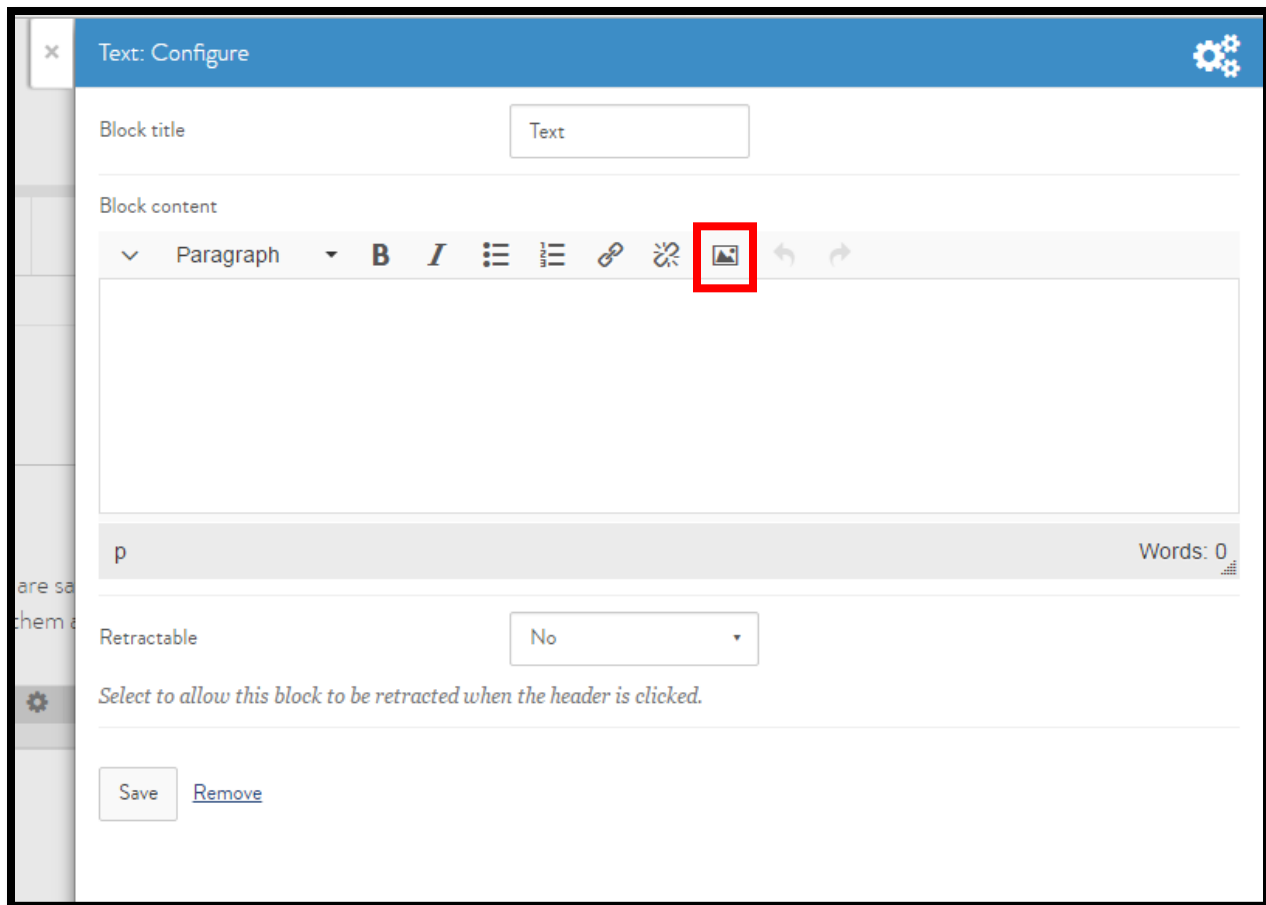 ×
Text: Configure
Block title
Text
Block content
Paragraph
B
I
p
Words: 0
are sa
them a
Retractable
No
Select to allow this block to be retracted when the header is clicked.
Save
Remove